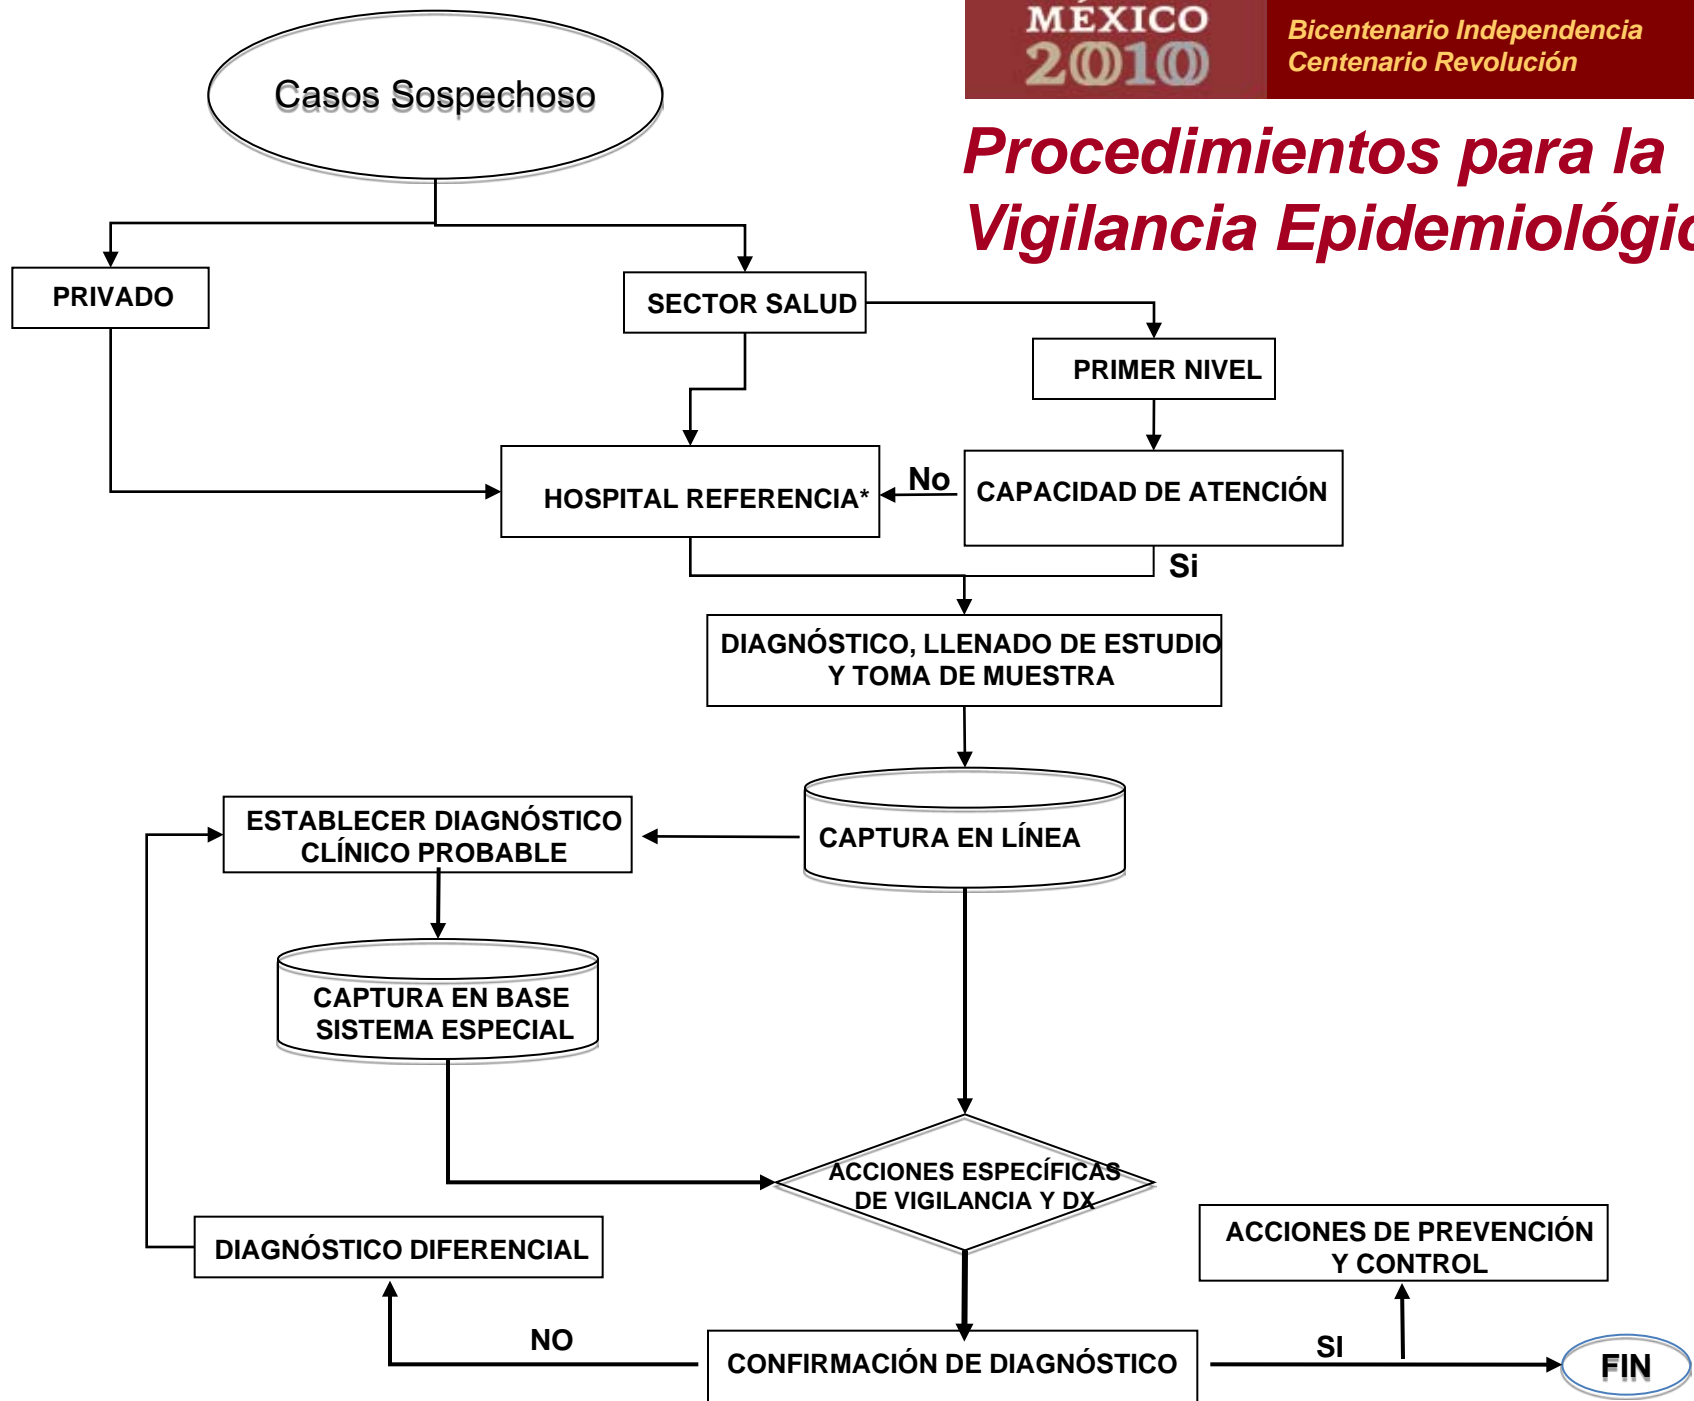 MÉXICO
2010
Bicentenario Independencia
Centenario Revolución
Procedimientos para la
Vigilancia Epidemiológic
Casos Sospechoso
PRIVADO
SECTOR SALUD
PRIMER NIVEL
HOSPITAL REFERENCIA*
No
CAPACIDAD DE ATENCIÓN
Si
DIAGNÓSTICO, LLENADO DE ESTUDIO
Y TOMA DE MUESTRA
ESTABLECER DIAGNÓSTICO
CLÍNICO PROBABLE
CAPTURA EN LÍNEA
CAPTURA EN BASE
SISTEMA ESPECIAL
ACCIONES ESPECÍFICAS
DE VIGILANCIA Y DX
DIAGNÓSTICO DIFERENCIAL
ACCIONES DE PREVENCIÓN
Y CONTROL
NO
CONFIRMACIÓN DE DIAGNÓSTICO
SI
FIN